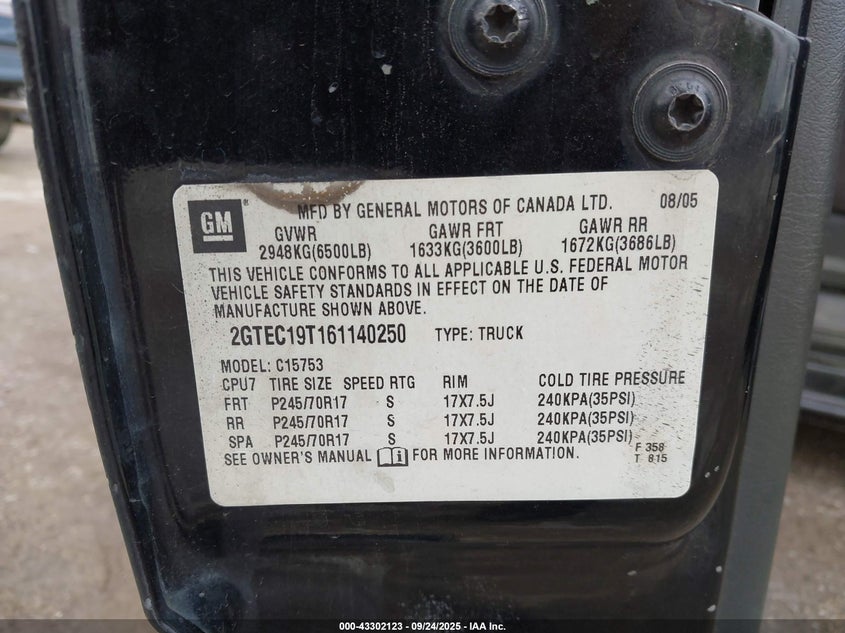 GM ®
MFD BY GENERAL MOTORS OF CANADA LTD. 08/05
GVWR GAWR FRT GAWR RR
2948KG(6500LB) 1633KG(3600LB) 1672KG(3686LB)
THIS VEHICLE CONFORMS TO ALL APPLICABLE U.S. FEDERAL MOTOR
VEHICLE SAFETY STANDARDS IN EFFECT ON THE DATE OF
MANUFACTURE SHOWN ABOVE.
2GTEC19T161140250 TYPE: TRUCK
MODEL: C15753
CPU7 TIRE SIZE SPEED RTG RIM COLD TIRE PRESSURE
FRT P245/70R17 S 17X7.5J 240KPA(35PSI)
RR P245/70R17 S 17X7.5J 240KPA(35PSI)
SPA P245/70R17 S 17X7.5J 240KPA(35PSI)
SEE OWNER'S MANUAL i FOR MORE INFORMATION.
F 358
T 815
000-43302123 - 09/24/2025 - IAA Inc.